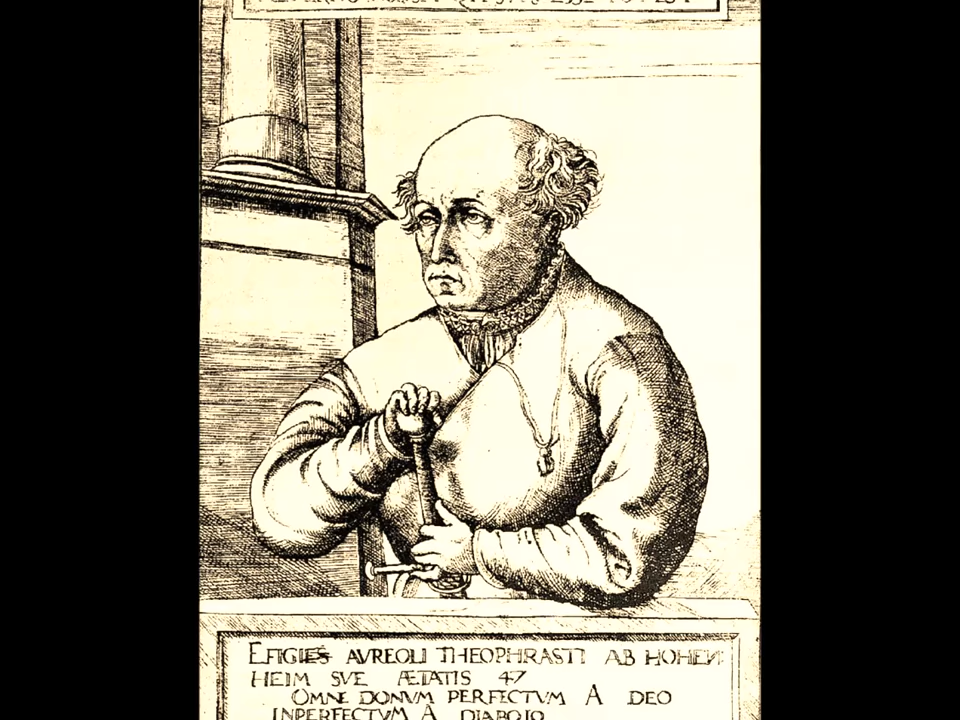 EFIGIES AVREOLI THEOPHRASTI AB HOHEN:
HEIM SVE ÆTATIS 47
OMNE DONVM PERFECTVM A DEO
INPERFECTVM A DIABOLO